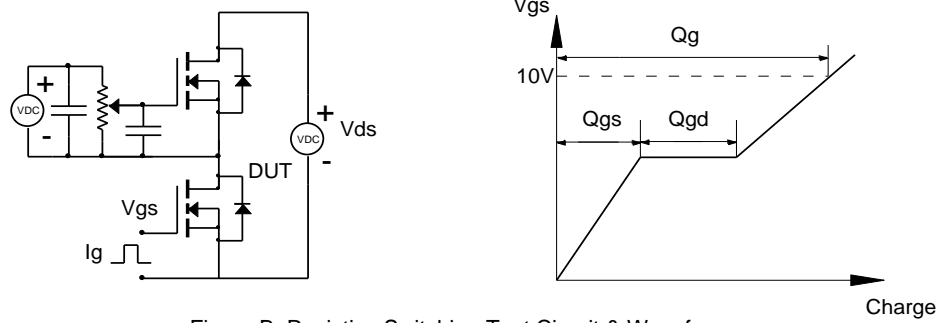 Vgs
Qg
10V
Qgs
Qgd
Charge
+
VDC
-
+
VDC
-
Vds
DUT
Vgs
Ig